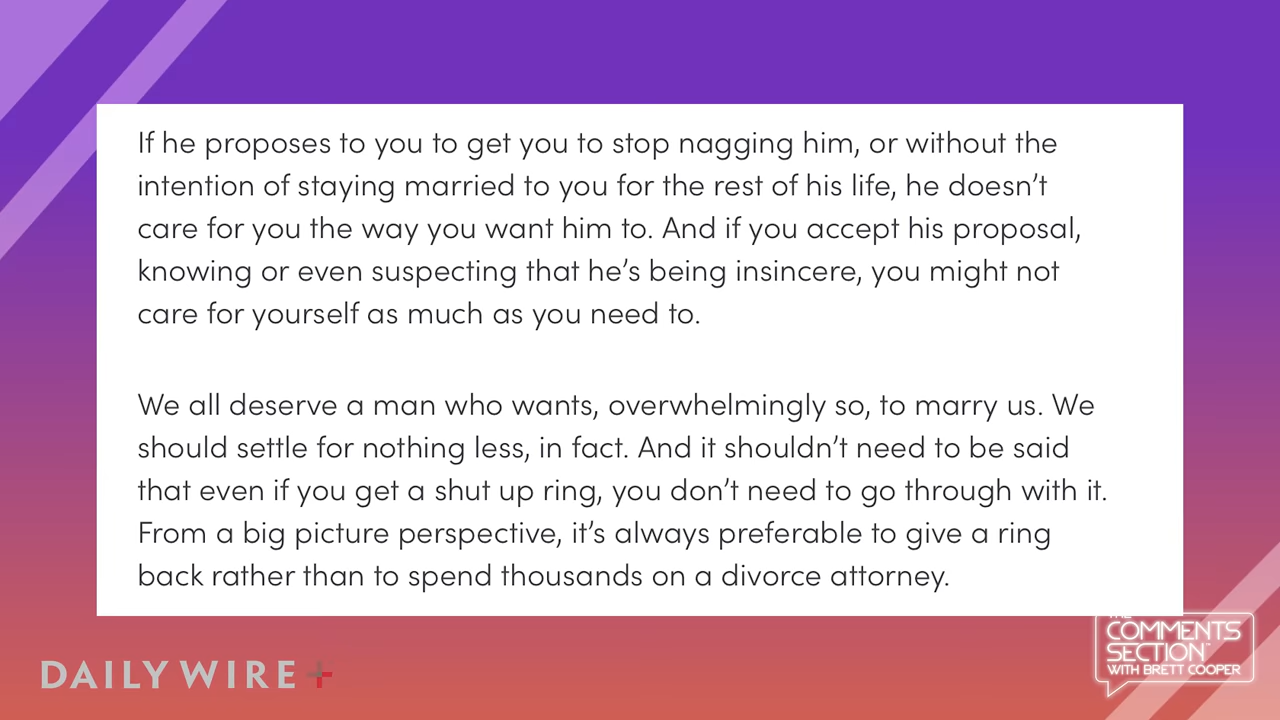 If he proposes to you to get you to stop nagging him, or without the
intention of staying married to you for the rest of his life, he doesn't
care for you the way you want him to. And if you accept his proposal,
knowing or even suspecting that he's being insincere, you might not
care for yourself as much as you need to.
We all deserve a man who wants, overwhelmingly so, to marry us. We
should settle for nothing less, in fact. And it shouldn't need to be said
that even if you get a shut up ring, you don't need to go through with it.
From a big picture perspective, it's always preferable to give a ring
back rather than to spend thousands on a divorce attorney.
THE
COMMENTS
SECTION™
WITH BRETT COOPER
DAILY WIRE +